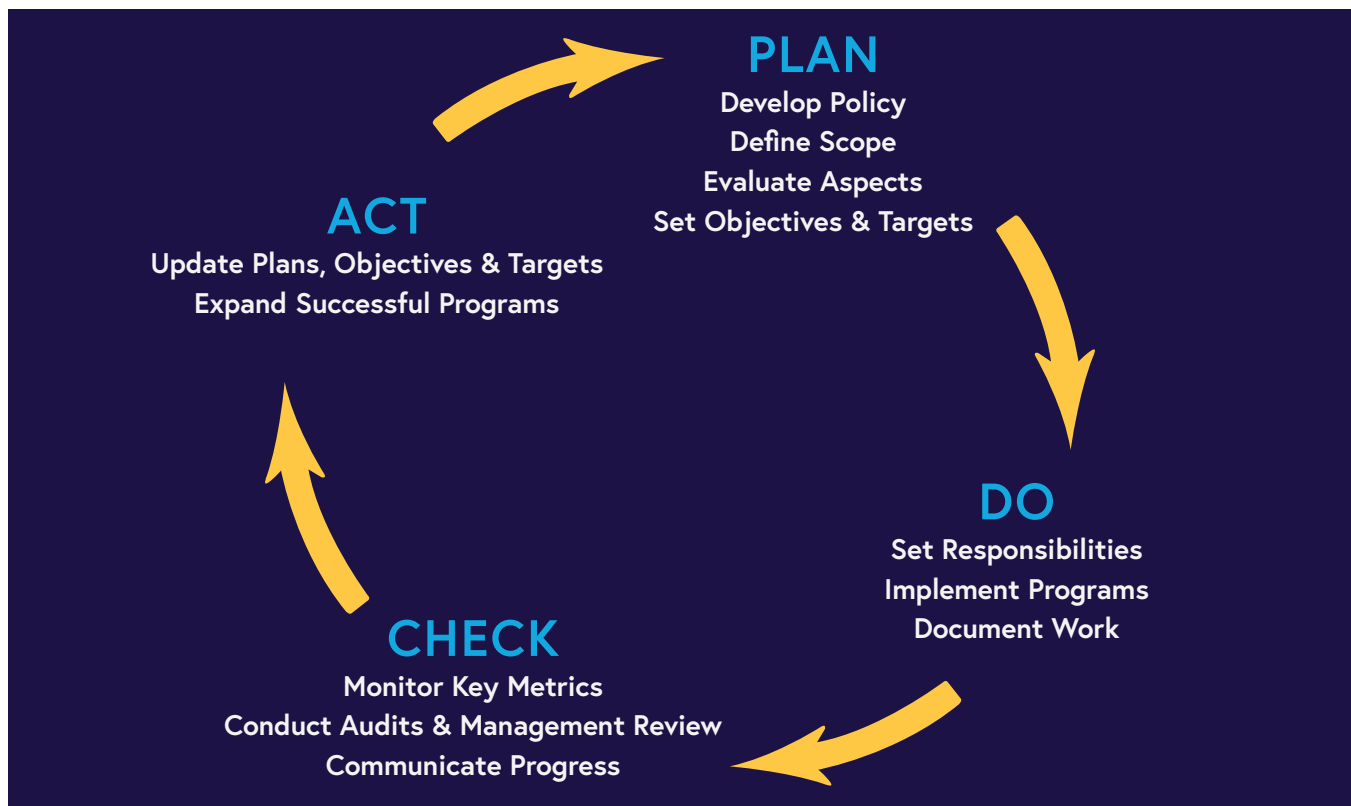 PLAN
Develop Policy
Define Scope
Evaluate Aspects
Set Objectives & Targets
DO
Set Responsibilities
Implement Programs
Document Work
CHECK
Monitor Key Metrics
Conduct Audits & Management Review
Communicate Progress
ACT
Update Plans, Objectives & Targets
Expand Successful Programs